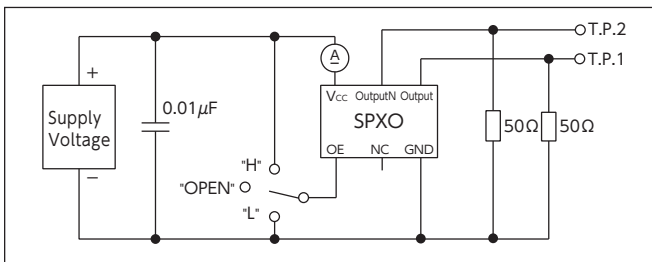 T.P.2
T.P.1
+
A
Vcc OutputN Output
0.01µF
Supply
Voltage
SPXO
50Ω 50Ω
OE NC GND
−
"H"
"OPEN"
"L"